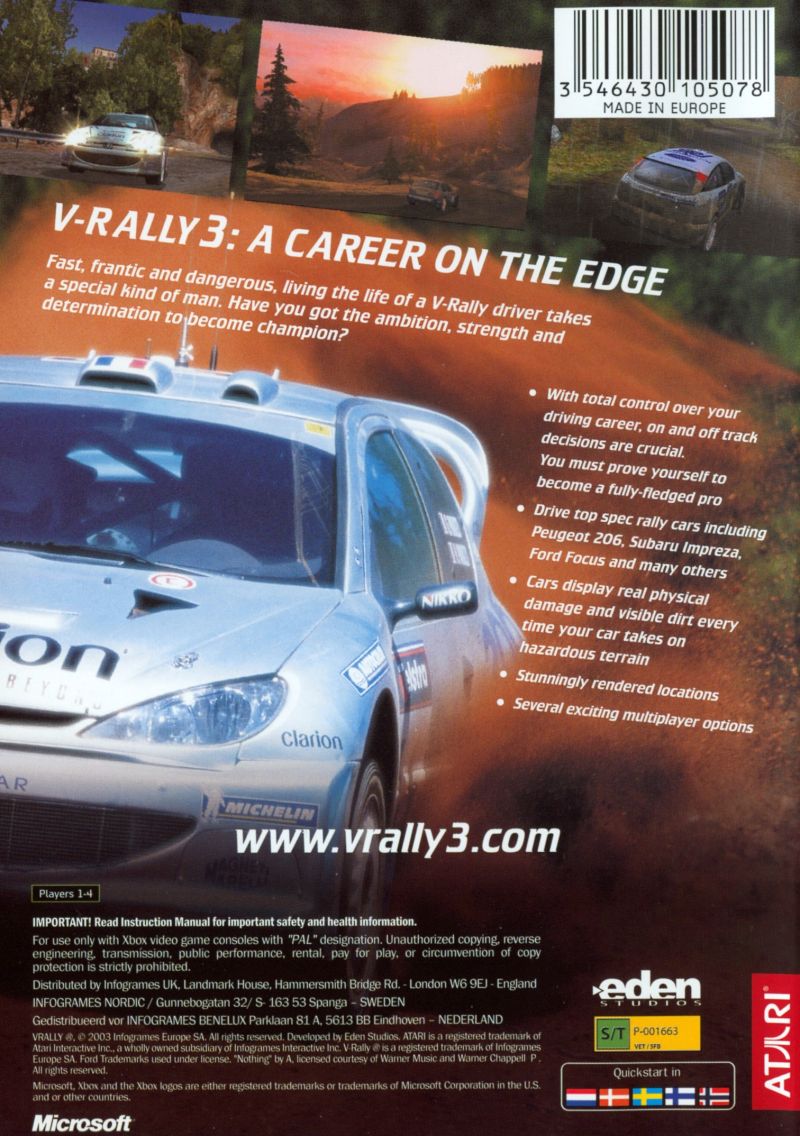 3 546430 105078
MADE IN EUROPE
V-RALLY 3: A CAREER ON THE EDGE
Fast, frantic and dangerous, living the life of a V-Rally driver takes
a special kind of man. Have you got the ambition, strength and
determination to become champion?
• With total control over your
driving career, on and off track
decisions are crucial.
You must prove yourself to
become a fully-fledged pro
• Drive top spec rally cars including
Peugeot 206, Subaru Impreza,
Ford Focus and many others
• Cars display real physical
damage and visible dirt every
time your car takes on
hazardous terrain
• Stunningly rendered locations
• Several exciting multiplayer options
NIKKO
ion
BEYOND
elstra
clarion
AR
MICHELIN
www.vrally3.com
Players 1-4
IMPORTANT! Read Instruction Manual for important safety and health information.
For use only with Xbox video game consoles with "PAL" designation. Unauthorized copying, reverse
engineering, transmission, public performance, rental, pay for play, or circumvention of copy
protection is strictly prohibited.
Distributed by Infogrames UK, Landmark House, Hammersmith Bridge Rd. - London W6 9EJ - England
INFOGRAMES NORDIC / Gunnebogatan 32/ S- 163 53 Spanga – SWEDEN
Gedistribueerd vor INFOGRAMES BENELUX Parklaan 81 A, 5613 BB Eindhoven – NEDERLAND
VRALLY ®, © 2003 Infogrames Europe SA. All rights reserved. Developed by Eden Studios. ATARI is a registered trademark of
Atari Interactive Inc., a wholly owned subsidiary of Infogrames Interactive Inc. V-Rally ® is a registered trademark of Infogrames
Europe SA. Ford Trademarks used under license. "Nothing" by A, licensed courtesy of Warner Music and Warner Chappell P .
All rights reserved.
Microsoft, Xbox and the Xbox logos are either registered trademarks or trademarks of Microsoft Corporation in the U.S.
and or other countries.
Microsoft
eden
STUDIOS
S/T P-001663
VET / SFB
Quickstart in
ATARI